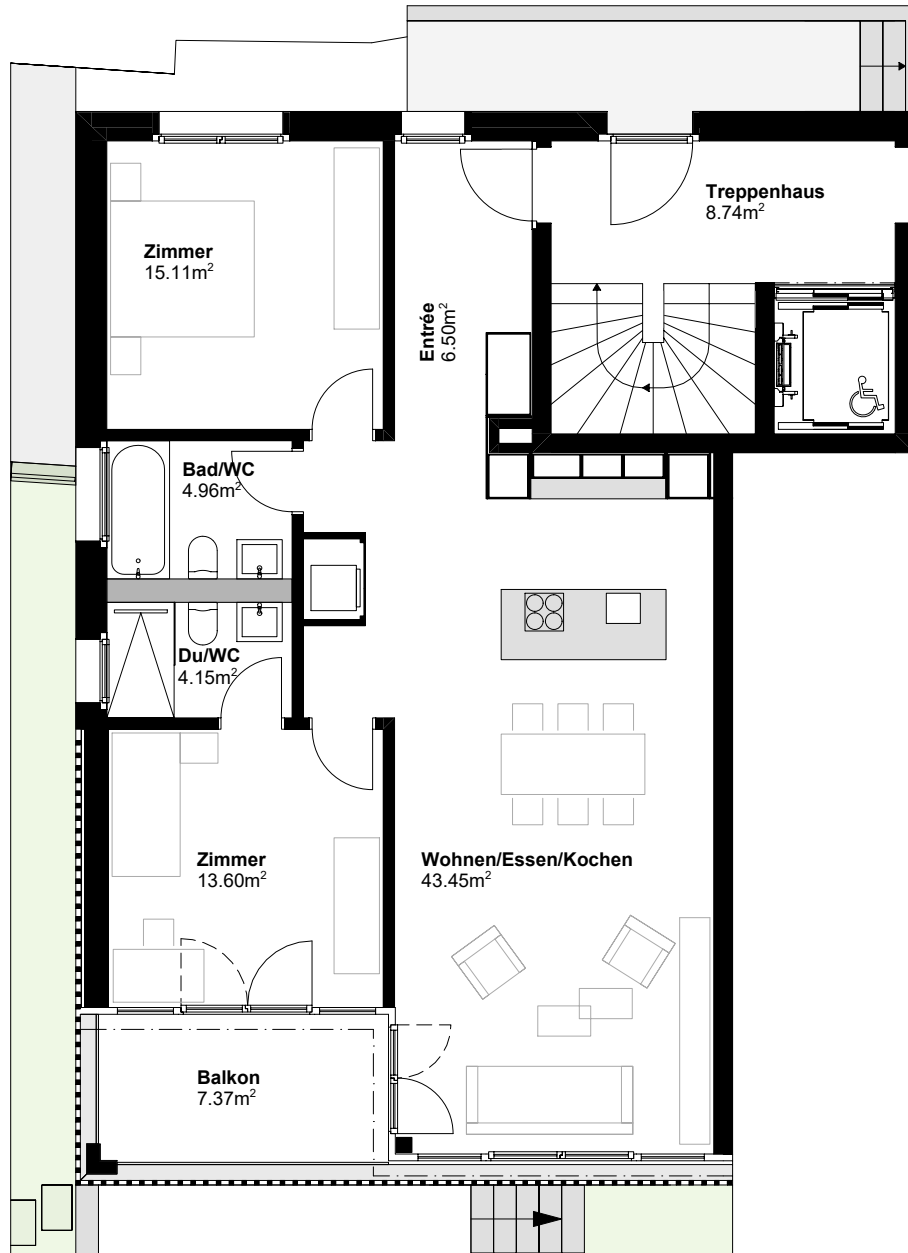 Treppenhaus
8.74m²
Zimmer
15.11m²
Entrée
6.50m²
Bad/WC
4.96m²
Du/WC
4.15m²
Zimmer
13.60m²
Wohnen/Essen/Kochen
43.45m²
Balkon
7.37m²